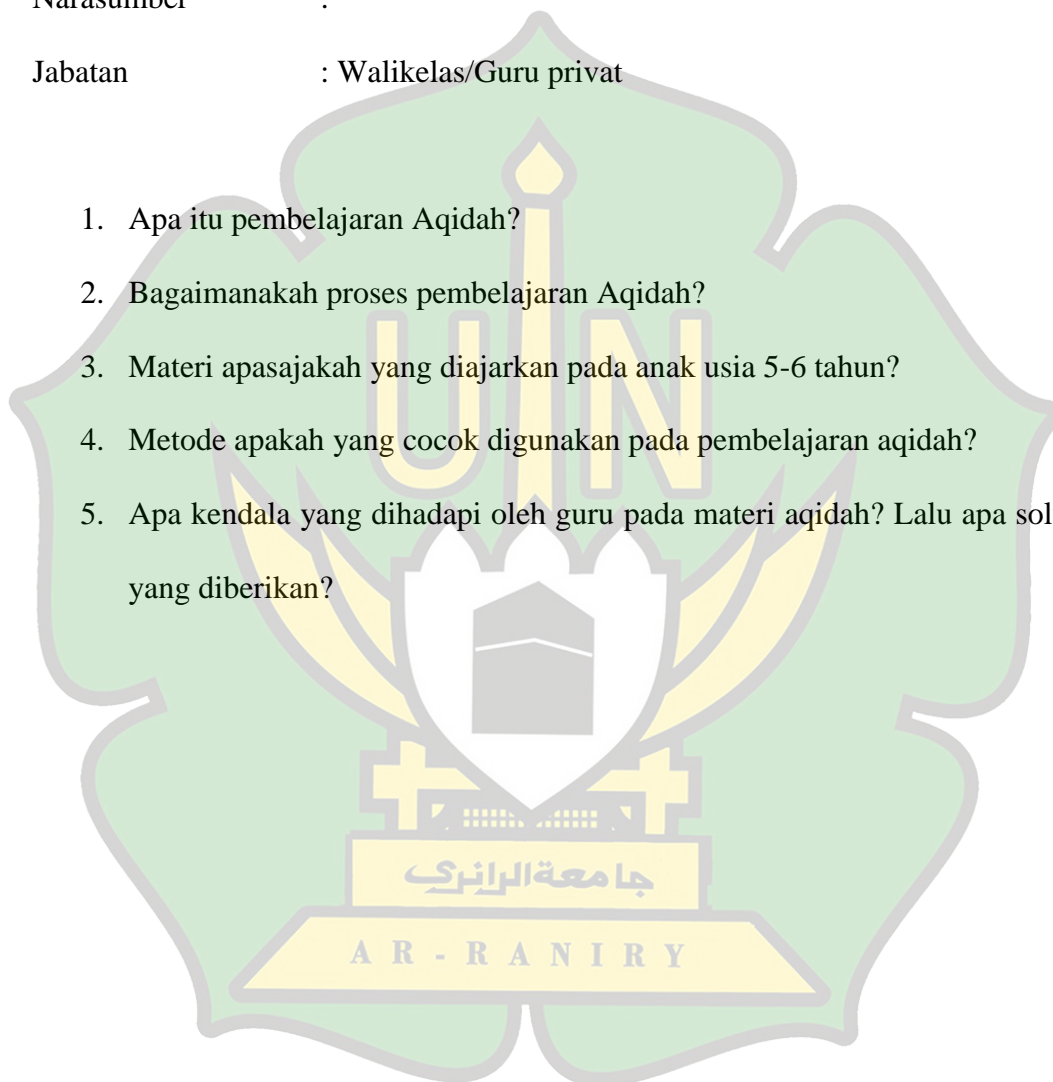 :
Jabatan : Walikelas/Guru privat
1. Apa itu pembelajaran Aqidah?
2. Bagaimanakah proses pembelajaran Aqidah?
3. Materi apasajakah yang diajarkan pada anak usia 5-6 tahun?
4. Metode apakah yang cocok digunakan pada pembelajaran aqidah?
5. Apa kendala yang dihadapi oleh guru pada materi aqidah? Lalu apa sol
yang diberikan?
UIN
جامعة الرانري
AR-RANIRY